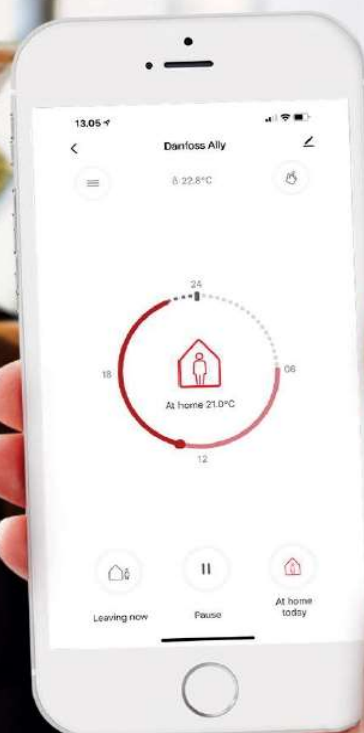 13.05
Danfoss Ally
22.8°C
24
18
06
At home 21.0°C
12
Leaving now
Pause
At home
today